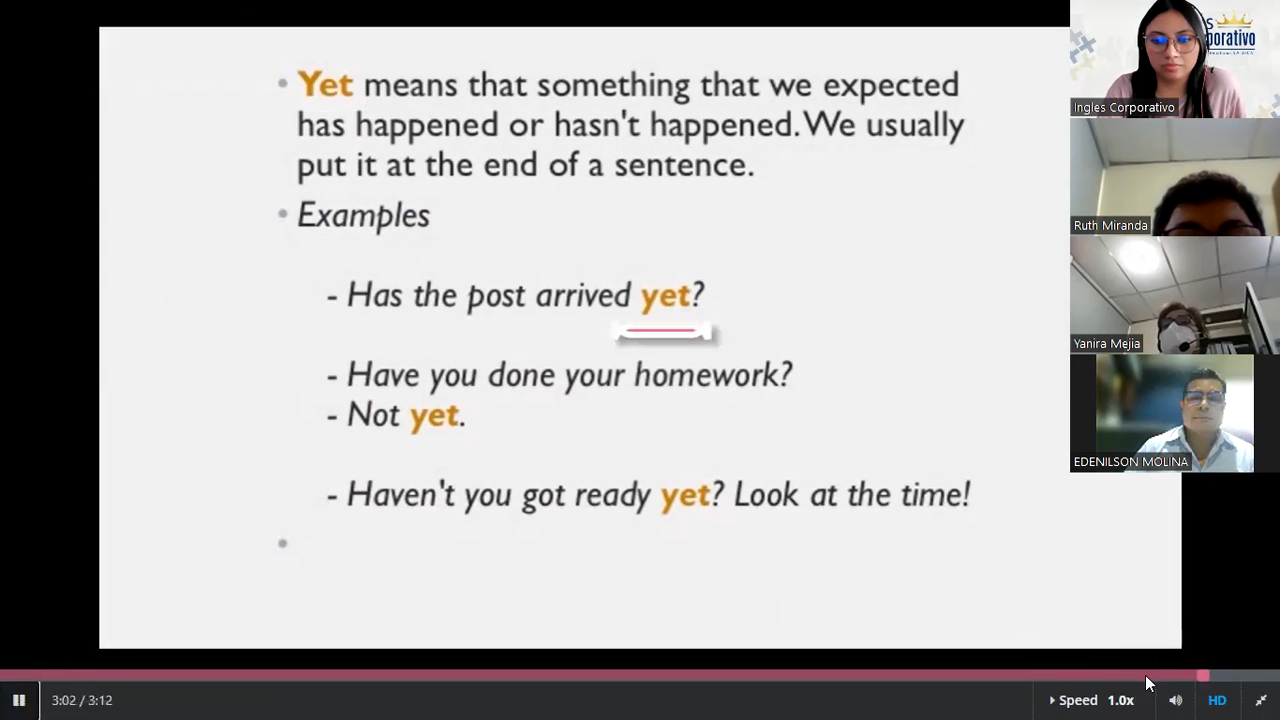 Yet means that something that we expected
has happened or hasn't happened. We usually
put it at the end of a sentence.
Examples
- Has the post arrived yet?
- Have you done your homework?
- Not yet.
- Haven't you got ready yet? Look at the time!
Ingles Corporativo
Ruth Miranda
Yanira Mejia
EDENILSON MOLINA
3:02 / 3:12
Speed 1.0x
HD